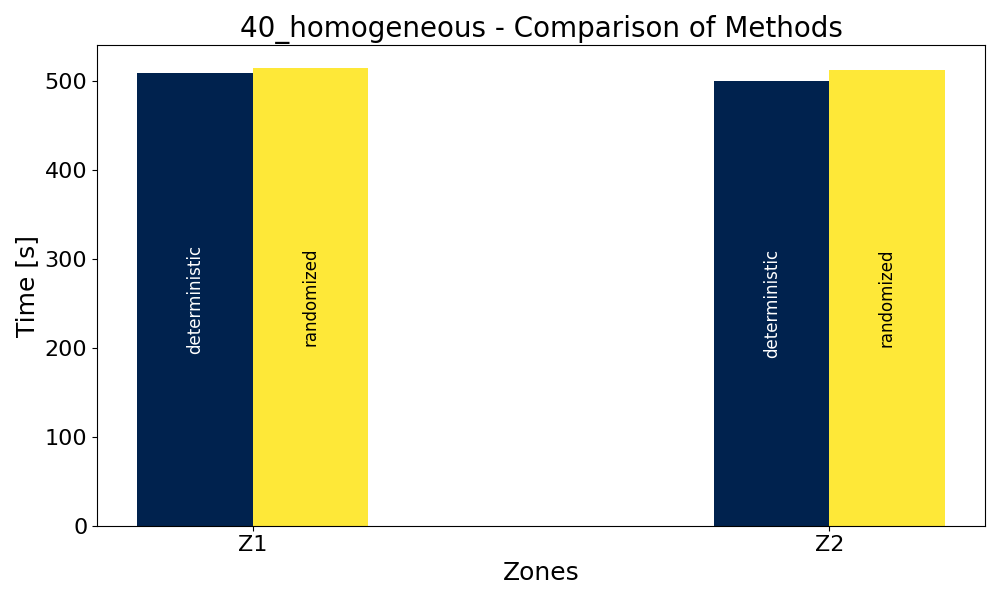 40_homogeneous - Comparison of Methods
Time [s]
500
400
300
200
100
0
deterministic
randomized
deterministic
randomized
Z1
Z2
Zones